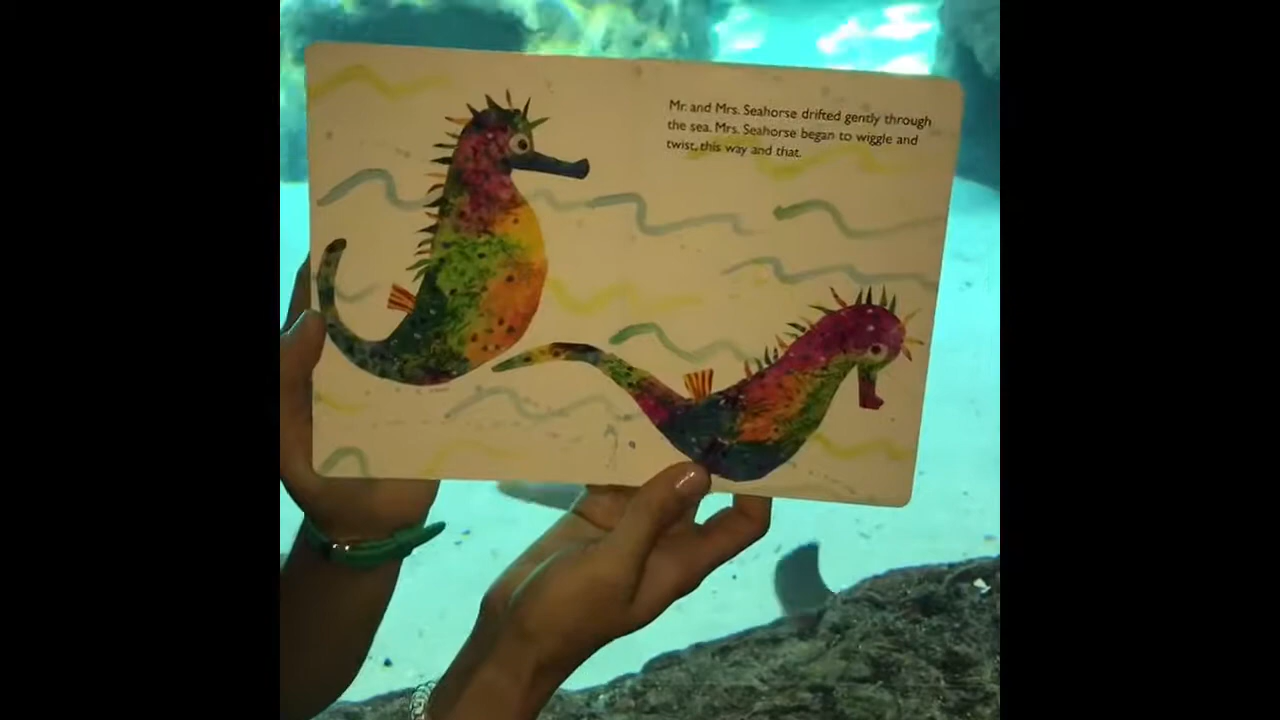 Mr. and Mrs. Seahorse drifted gently through
the sea. Mrs. Seahorse began to wiggle and
twist, this way and that.